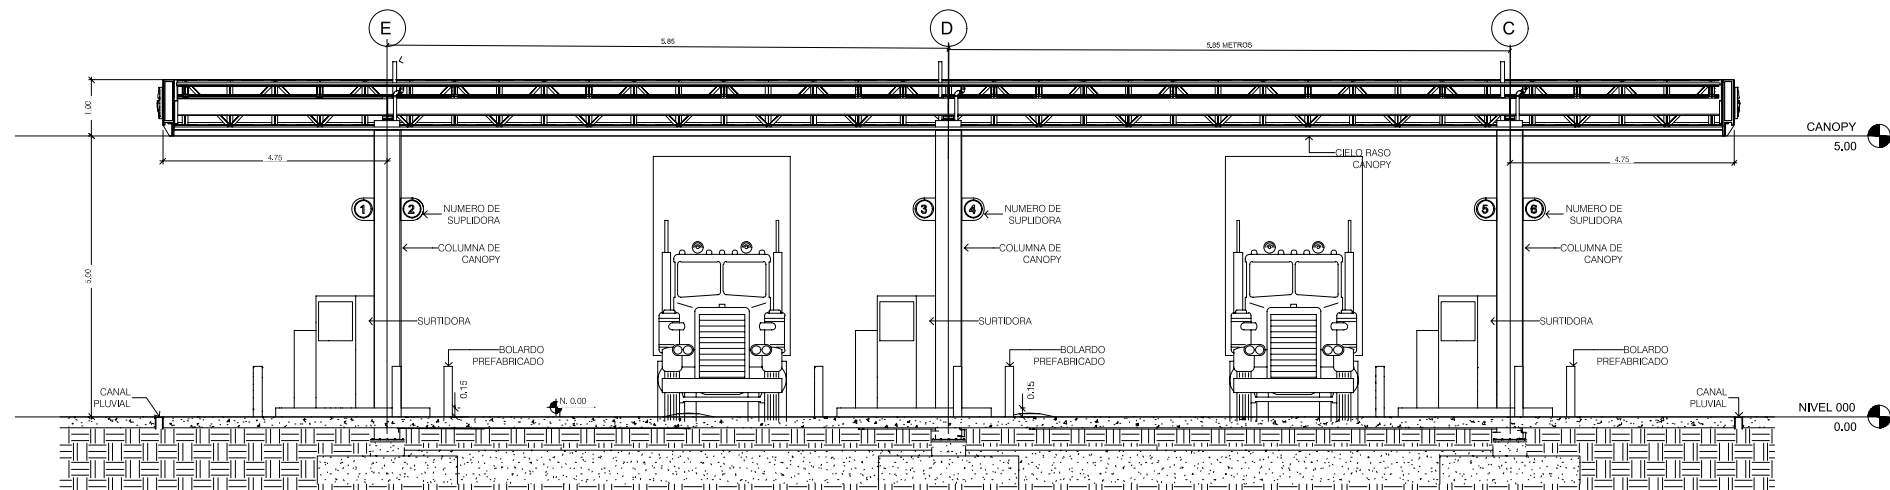 E
D
C
5.85
5.85 METROS
1.00
CANOPY
5.00
4.75
CIELO RASO
CANOPY
4.75
1
2
NUMERO DE
SUPLIDORA
3
4
NUMERO DE
SUPLIDORA
5
6
NUMERO DE
SUPLIDORA
COLUMNA DE
CANOPY
COLUMNA DE
CANOPY
COLUMNA DE
CANOPY
5.00
SURTIDORA
SURTIDORA
SURTIDORA
BOLARDO
PREFABRICADO
BOLARDO
PREFABRICADO
BOLARDO
PREFABRICADO
CANAL
PLUVIAL
0.15
N. 0.00
0.15
CANAL
PLUVIAL
NIVEL 000
0.00